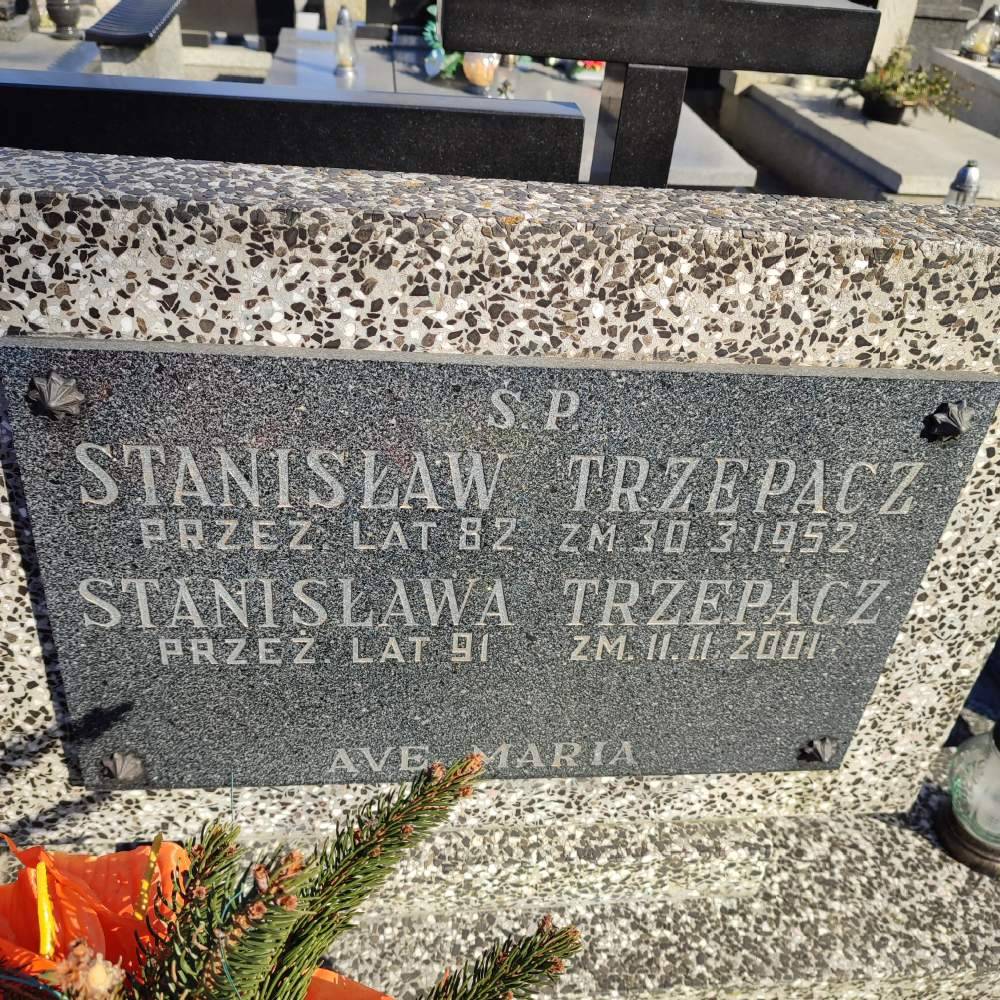 Ś.P.
STANISŁAW TRZEPACZ
PRZEŻ. LAT 82 ZM. 30. 3. 1952.
STANISŁAWA TRZEPACZ
PRZEŻ. LAT 91. ZM. 11. 11. 2001.
AVE MARIA